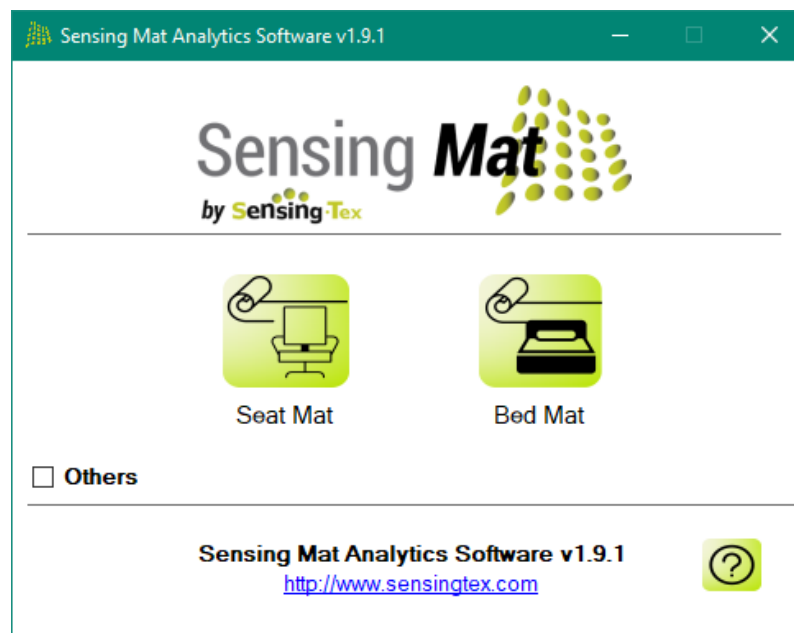 Sensing Mat Analytics Software v1.9.1
Sensing Mat
by Sensing·Tex
Seat Mat
Bed Mat
Others
Sensing Mat Analytics Software v1.9.1
http://www.sensingtex.com
?